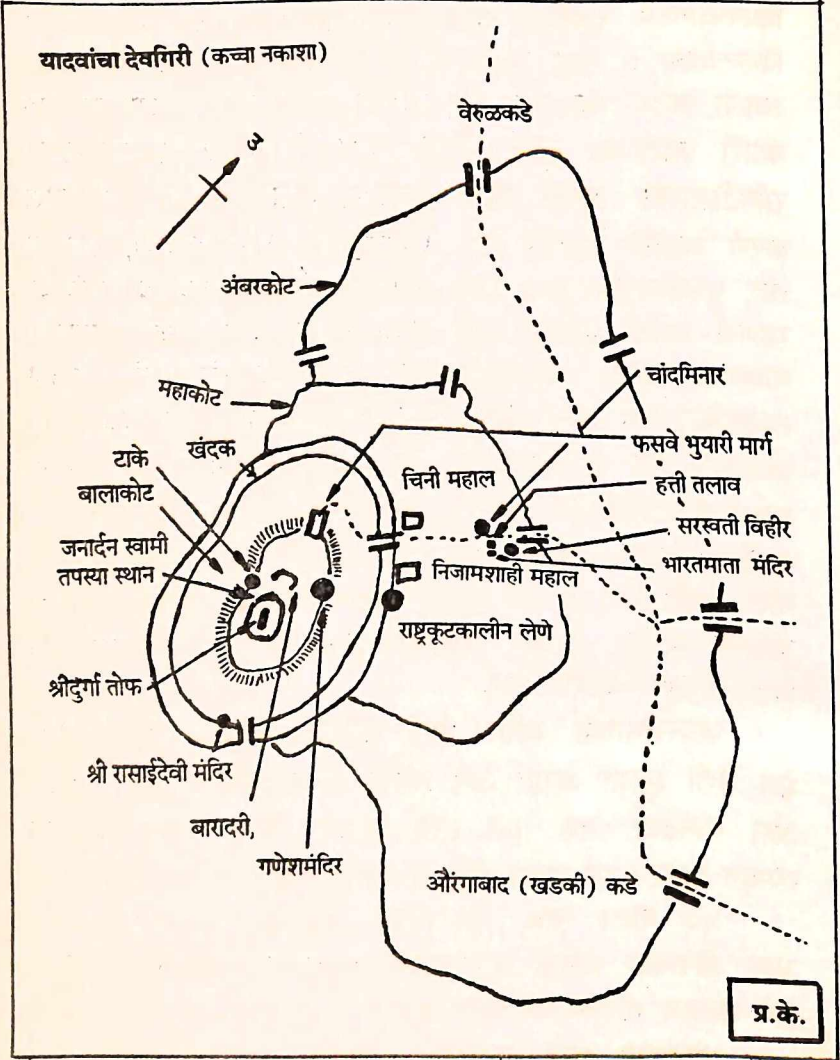 यादवांचा देवगिरी (कच्चा नकाशा)
वेरुळकडे
उ
अंबरकोट
महाकोट
चांदमिनार
खंदक
फसवे भुयारी मार्ग
टाके
चिनी महाल
हत्ती तलाव
बालाकोट
सरस्वती विहीर
जनार्दन स्वामी
तपस्या स्थान
भारतमाता मंदिर
निजामशाही महाल
राष्ट्रकूटकालीन लेणे
श्रीदुर्गा तोफ
श्री रासाईदेवी मंदिर
बारादरी,
गणेशमंदिर
औरंगाबाद (खडकी) कडे
प्र.के.